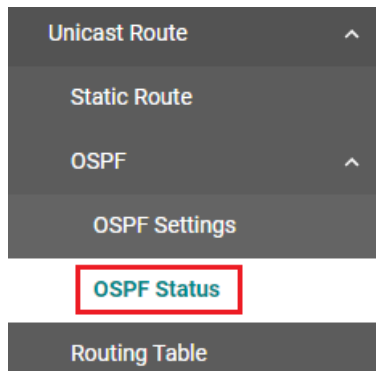 Unicast Route
Static Route
OSPF
OSPF Settings
OSPF Status
Routing Table